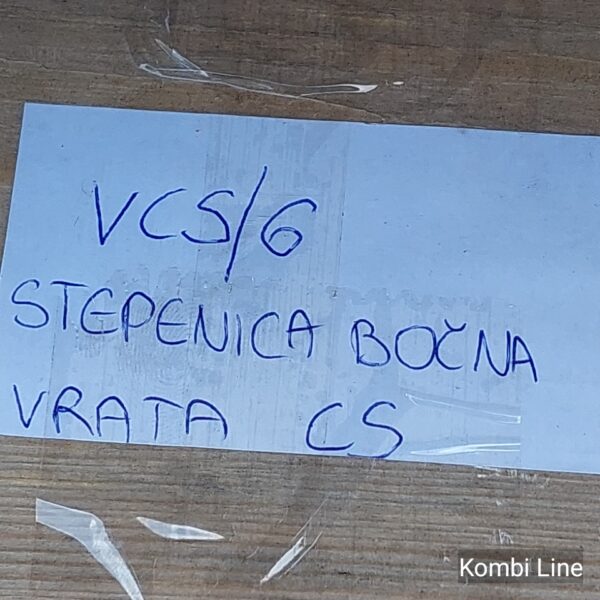 VCS/6
STEPENICA BOČNA
VRATA CS
Kombi Line